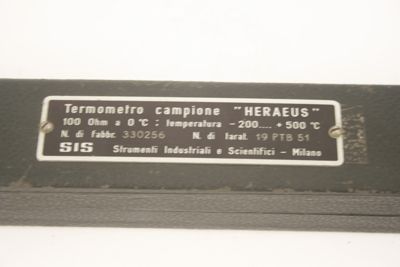 Termometro campione "HERAEUS"
100 Ohm a 0 °C ; temperatura - 200.... + 500 °C
N. di Fabbr. 330256 N. di tarat. 19 PTB 51
SIS Strumenti Industriali e Scientifici - Milano